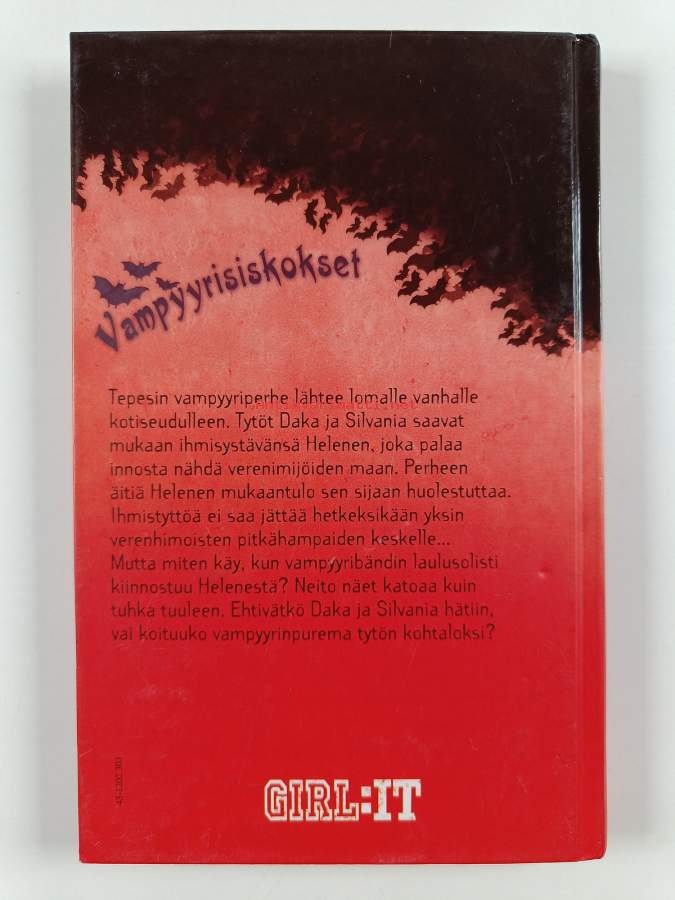 Vampyyrisiskokset
Tepesin vampyyriperhe lähtee lomalle vanhalle
kotiseudulleen. Tytöt Daka ja Silvania saavat
mukaan ihmisystävänsä Helenen, joka palaa
innosta nähdä verenimijöiden maan. Perheen
äitiä Helenen mukaantulo sen sijaan huolestuttaa.
Ihmistyttöä ei saa jättää hetkeksikään yksin
verenhimoisten pitkähampaiden keskelle...
Mutta miten käy, kun vampyyribändin laulusolisti
kiinnostuu Helenestä? Neito näet katoaa kuin
tuhka tuuleen. Ehtivätkö Daka ja Silvania hätiin,
vai koituuko vampyyrinpurema tytön kohtaloksi?
GIRL:IT